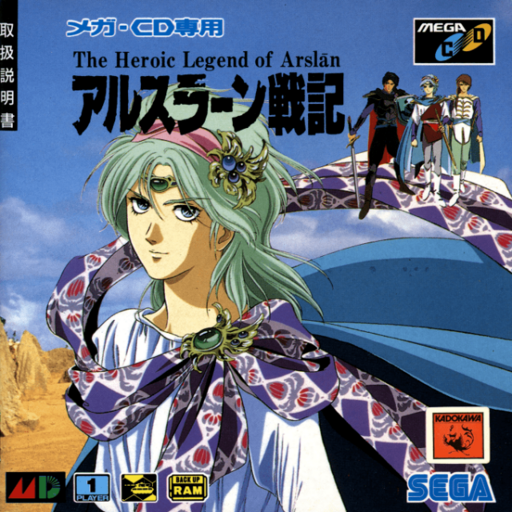 取扱説明書
メガ-CD専用
MEGA
CD
The Heroic Legend of Arslān
アルスラーン戦記
KADOKAWA
MD
1
PLAYER
BACK UP
RAM
SEGA